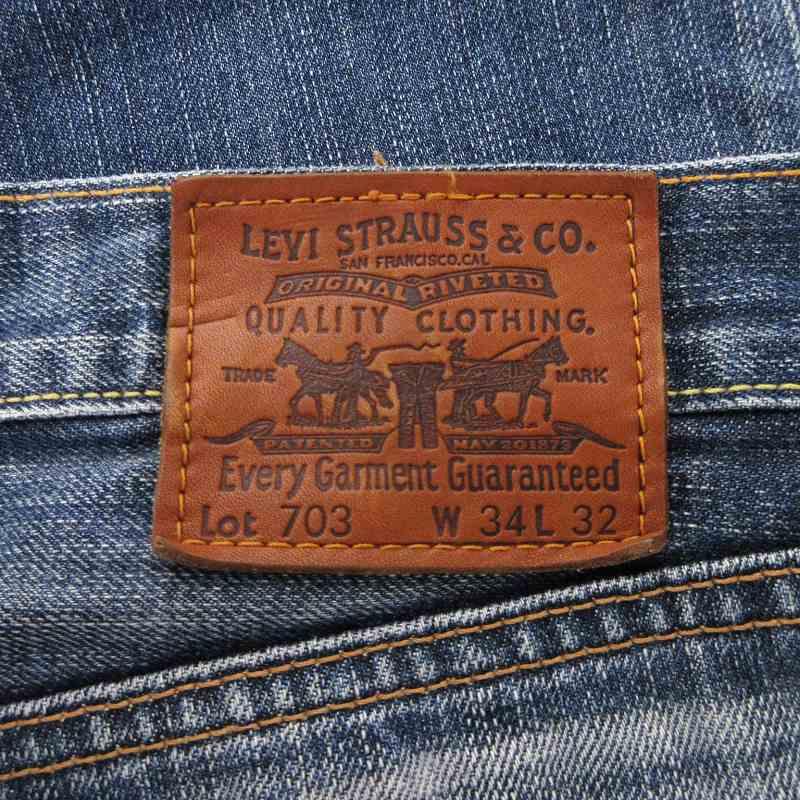 LEVI STRAUSS & CO.
SAN FRANCISCO.CAL
ORIGINAL RIVETED
QUALITY CLOTHING.
TRADE MARK
PATENTED MAY 20 1873
Every Garment Guaranteed
Lot 703 W 34 L 32